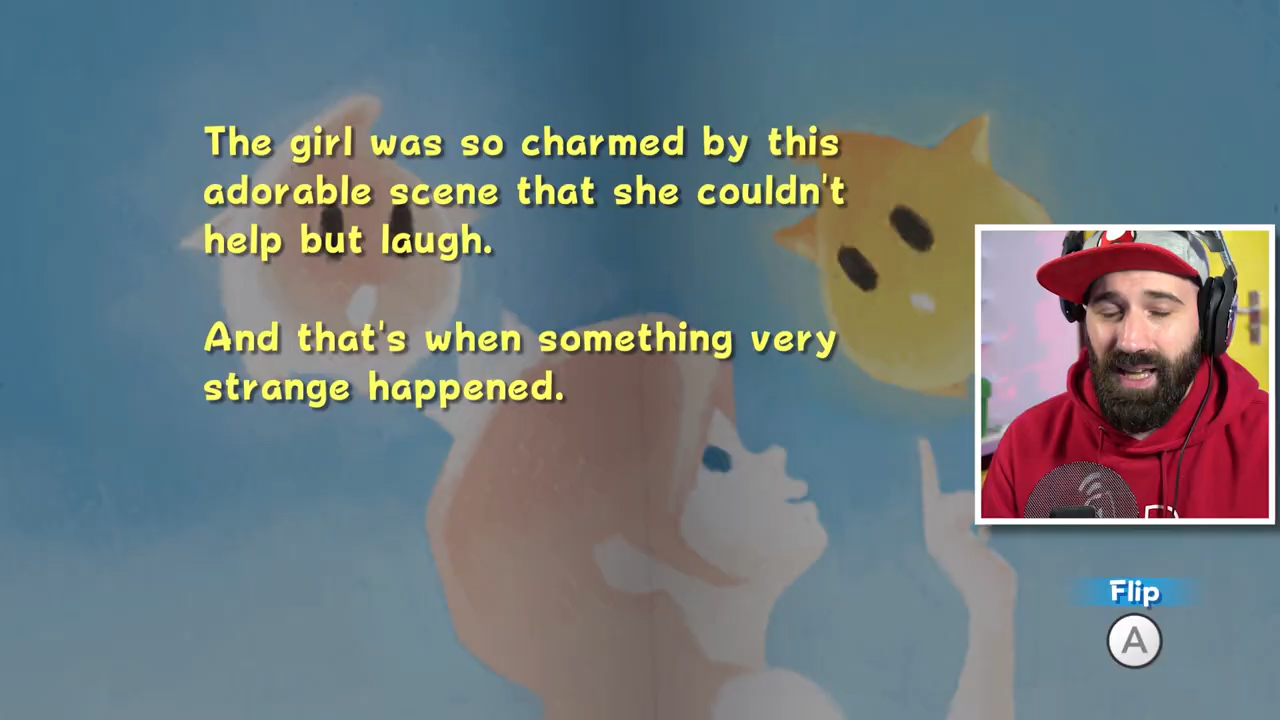 The girl was so charmed by this
adorable scene that she couldn't
help but laugh.
And that's when something very
strange happened.
Flip
A